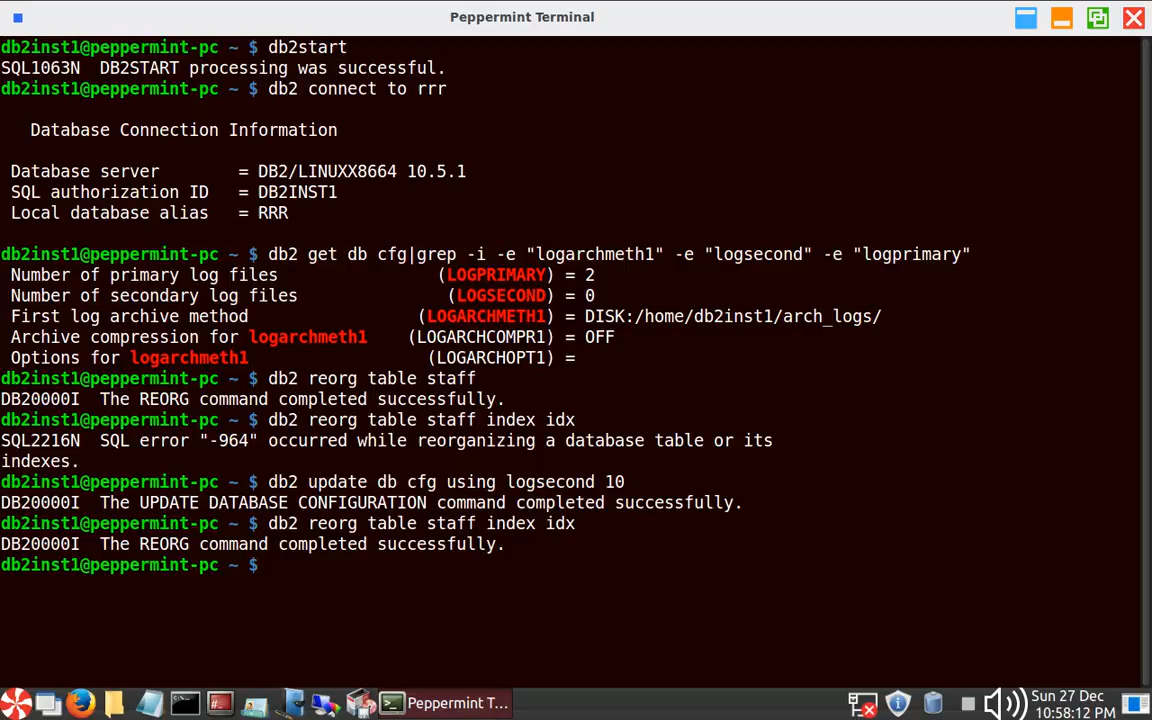 Peppermint Terminal
db2inst1@peppermint-pc ~ $ db2start
SQL1063N  DB2START processing was successful.
db2inst1@peppermint-pc ~ $ db2 connect to rrr
   Database Connection Information
 Database server        = DB2/LINUXX8664 10.5.1
 SQL authorization ID   = DB2INST1
 Local database alias   = RRR
db2inst1@peppermint-pc ~ $ db2 get db cfg|grep -i -e "logarchmeth1" -e "logsecond" -e "logprimary"
 Number of primary log files                (LOGPRIMARY) = 2
 Number of secondary log files               (LOGSECOND) = 0
 First log archive method                 (LOGARCHMETH1) = DISK:/home/db2inst1/arch_logs/
 Archive compression for logarchmeth1    (LOGARCHCOMPR1) = OFF
 Options for logarchmeth1                  (LOGARCHOPT1) =
db2inst1@peppermint-pc ~ $ db2 reorg table staff
DB20000I  The REORG command completed successfully.
db2inst1@peppermint-pc ~ $ db2 reorg table staff index idx
SQL2216N  SQL error "-964" occurred while reorganizing a database table or its
indexes.
db2inst1@peppermint-pc ~ $ db2 update db cfg using logsecond 10
DB20000I  The UPDATE DATABASE CONFIGURATION command completed successfully.
db2inst1@peppermint-pc ~ $ db2 reorg table staff index idx
DB20000I  The REORG command completed successfully.
db2inst1@peppermint-pc ~ $
Peppermint T...
Sun 27 Dec
10:58:12 PM